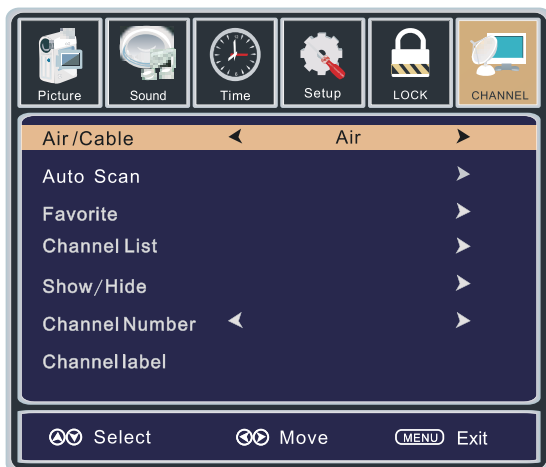 Picture Sound Time Setup LOCK CHANNEL
Air/Cable Air
Auto Scan
Favorite
Channel List
Show/Hide
Channel Number
Channel label
Select Move MENU Exit